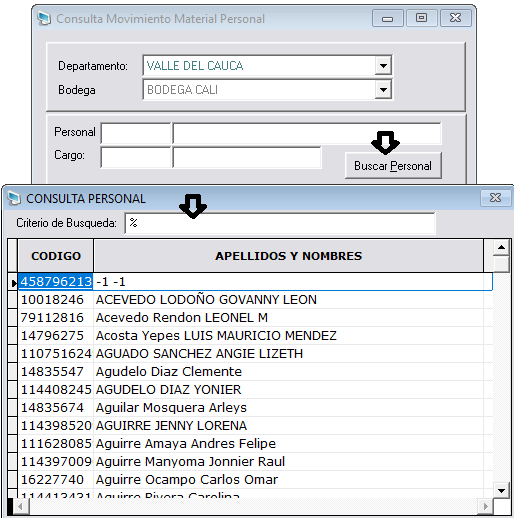 Consulta Movimiento Material Personal
Departamento: VALLE DEL CAUCA
Bodega BODEGA CALI
Personal
Cargo:
Buscar Personal
CONSULTA PERSONAL
Criterio de Busqueda: %
CODIGO APELLIDOS Y NOMBRES
458796213 -1 -1
10018246 ACEVEDO LODOÑO GOVANNY LEON
79112816 Acevedo Rendon LEONEL M
14796275 Acosta Yepes LUIS MAURICIO MENDEZ
110751624 AGUADO SANCHEZ ANGIE LIZETH
14835547 Agudelo Diaz Clemente
114408245 AGUDELO DIAZ YONIER
14835674 Aguilar Mosquera Arleys
114398520 AGUIRRE JENNY LORENA
111628085 Aguirre Amaya Andres Felipe
114397009 Aguirre Manyoma Jonnier Raul
16227740 Aguirre Ocampo Carlos Omar
114413431 Aguirre Rivera Carolina